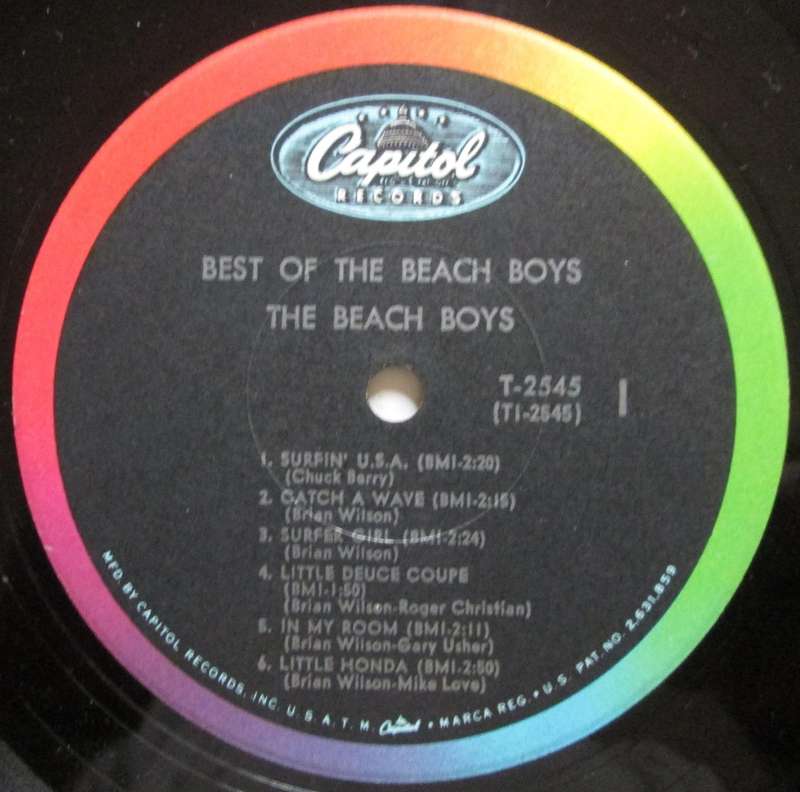 Capitol
RECORDS
BEST OF THE BEACH BOYS
THE BEACH BOYS
T-2545
(T1-2545)
1
1. SURFIN' U.S.A. (BMI-2:20)
(Chuck Berry)
2. CATCH A WAVE (BMI-2:15)
(Brian Wilson)
3. SURFER GIRL (BMI-2:24)
(Brian Wilson)
4. LITTLE DEUCE COUPE
(BMI-1:50)
(Brian Wilson-Roger Christian)
5. IN MY ROOM (BMI-2:11)
(Brian Wilson-Gary Usher)
6. LITTLE HONDA (BMI-2:50)
(Brian Wilson-Mike Love)
MFD. BY CAPITOL RECORDS, INC. U.S.A. T.M. Capitol • MARCA REG. • U.S. PAT. NO. 2,631,859